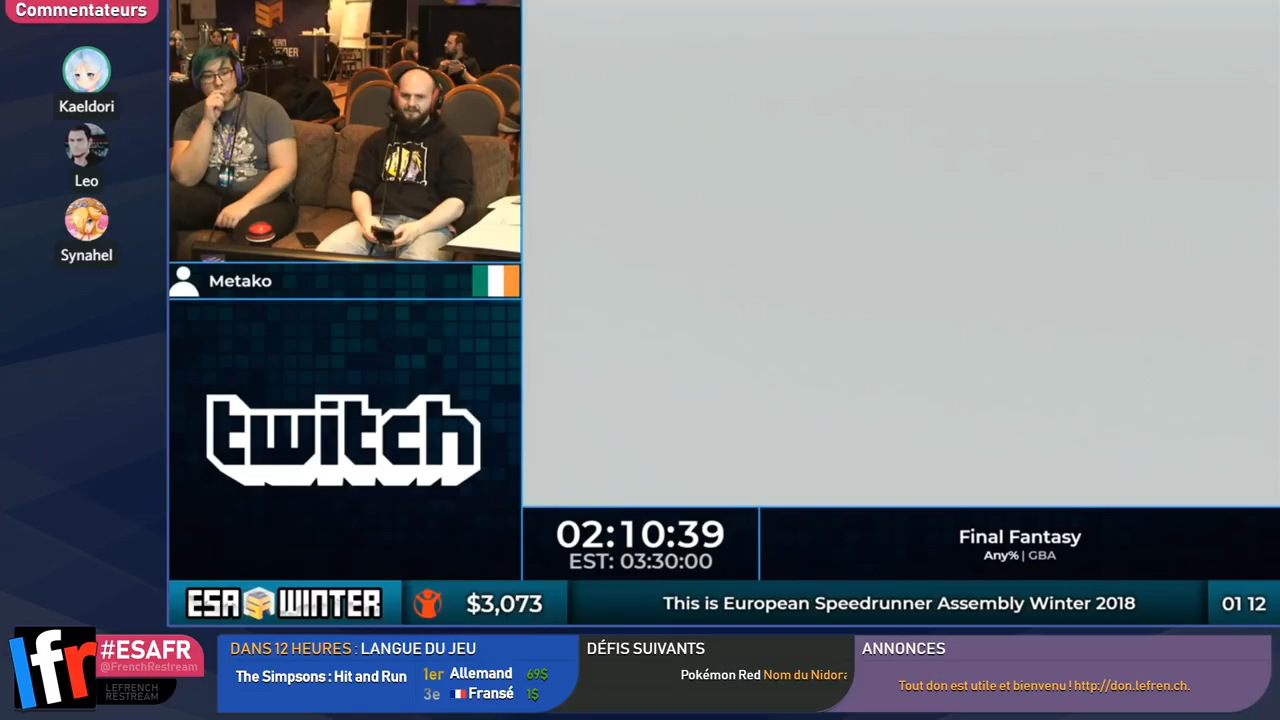 Commentateurs
Kaeldori
Leo
Synahel
Metako
twitch
02:10:39
EST: 03:30:00
Final Fantasy
Any% | GBA
ESA WINTER
$3,073
This is European Speedrunner Assembly Winter 2018
01 12
lfr
#ESAFR
@FrenchRestream
LEFRENCH
RESTREAM
DANS 12 HEURES : LANGUE DU JEU
The Simpsons : Hit and Run
1er Allemand 69$
3e Fransé 1$
DÉFIS SUIVANTS
Pokémon Red Nom du Nidora
ANNONCES
Tout don est utile et bienvenu ! http://don.lefren.ch.